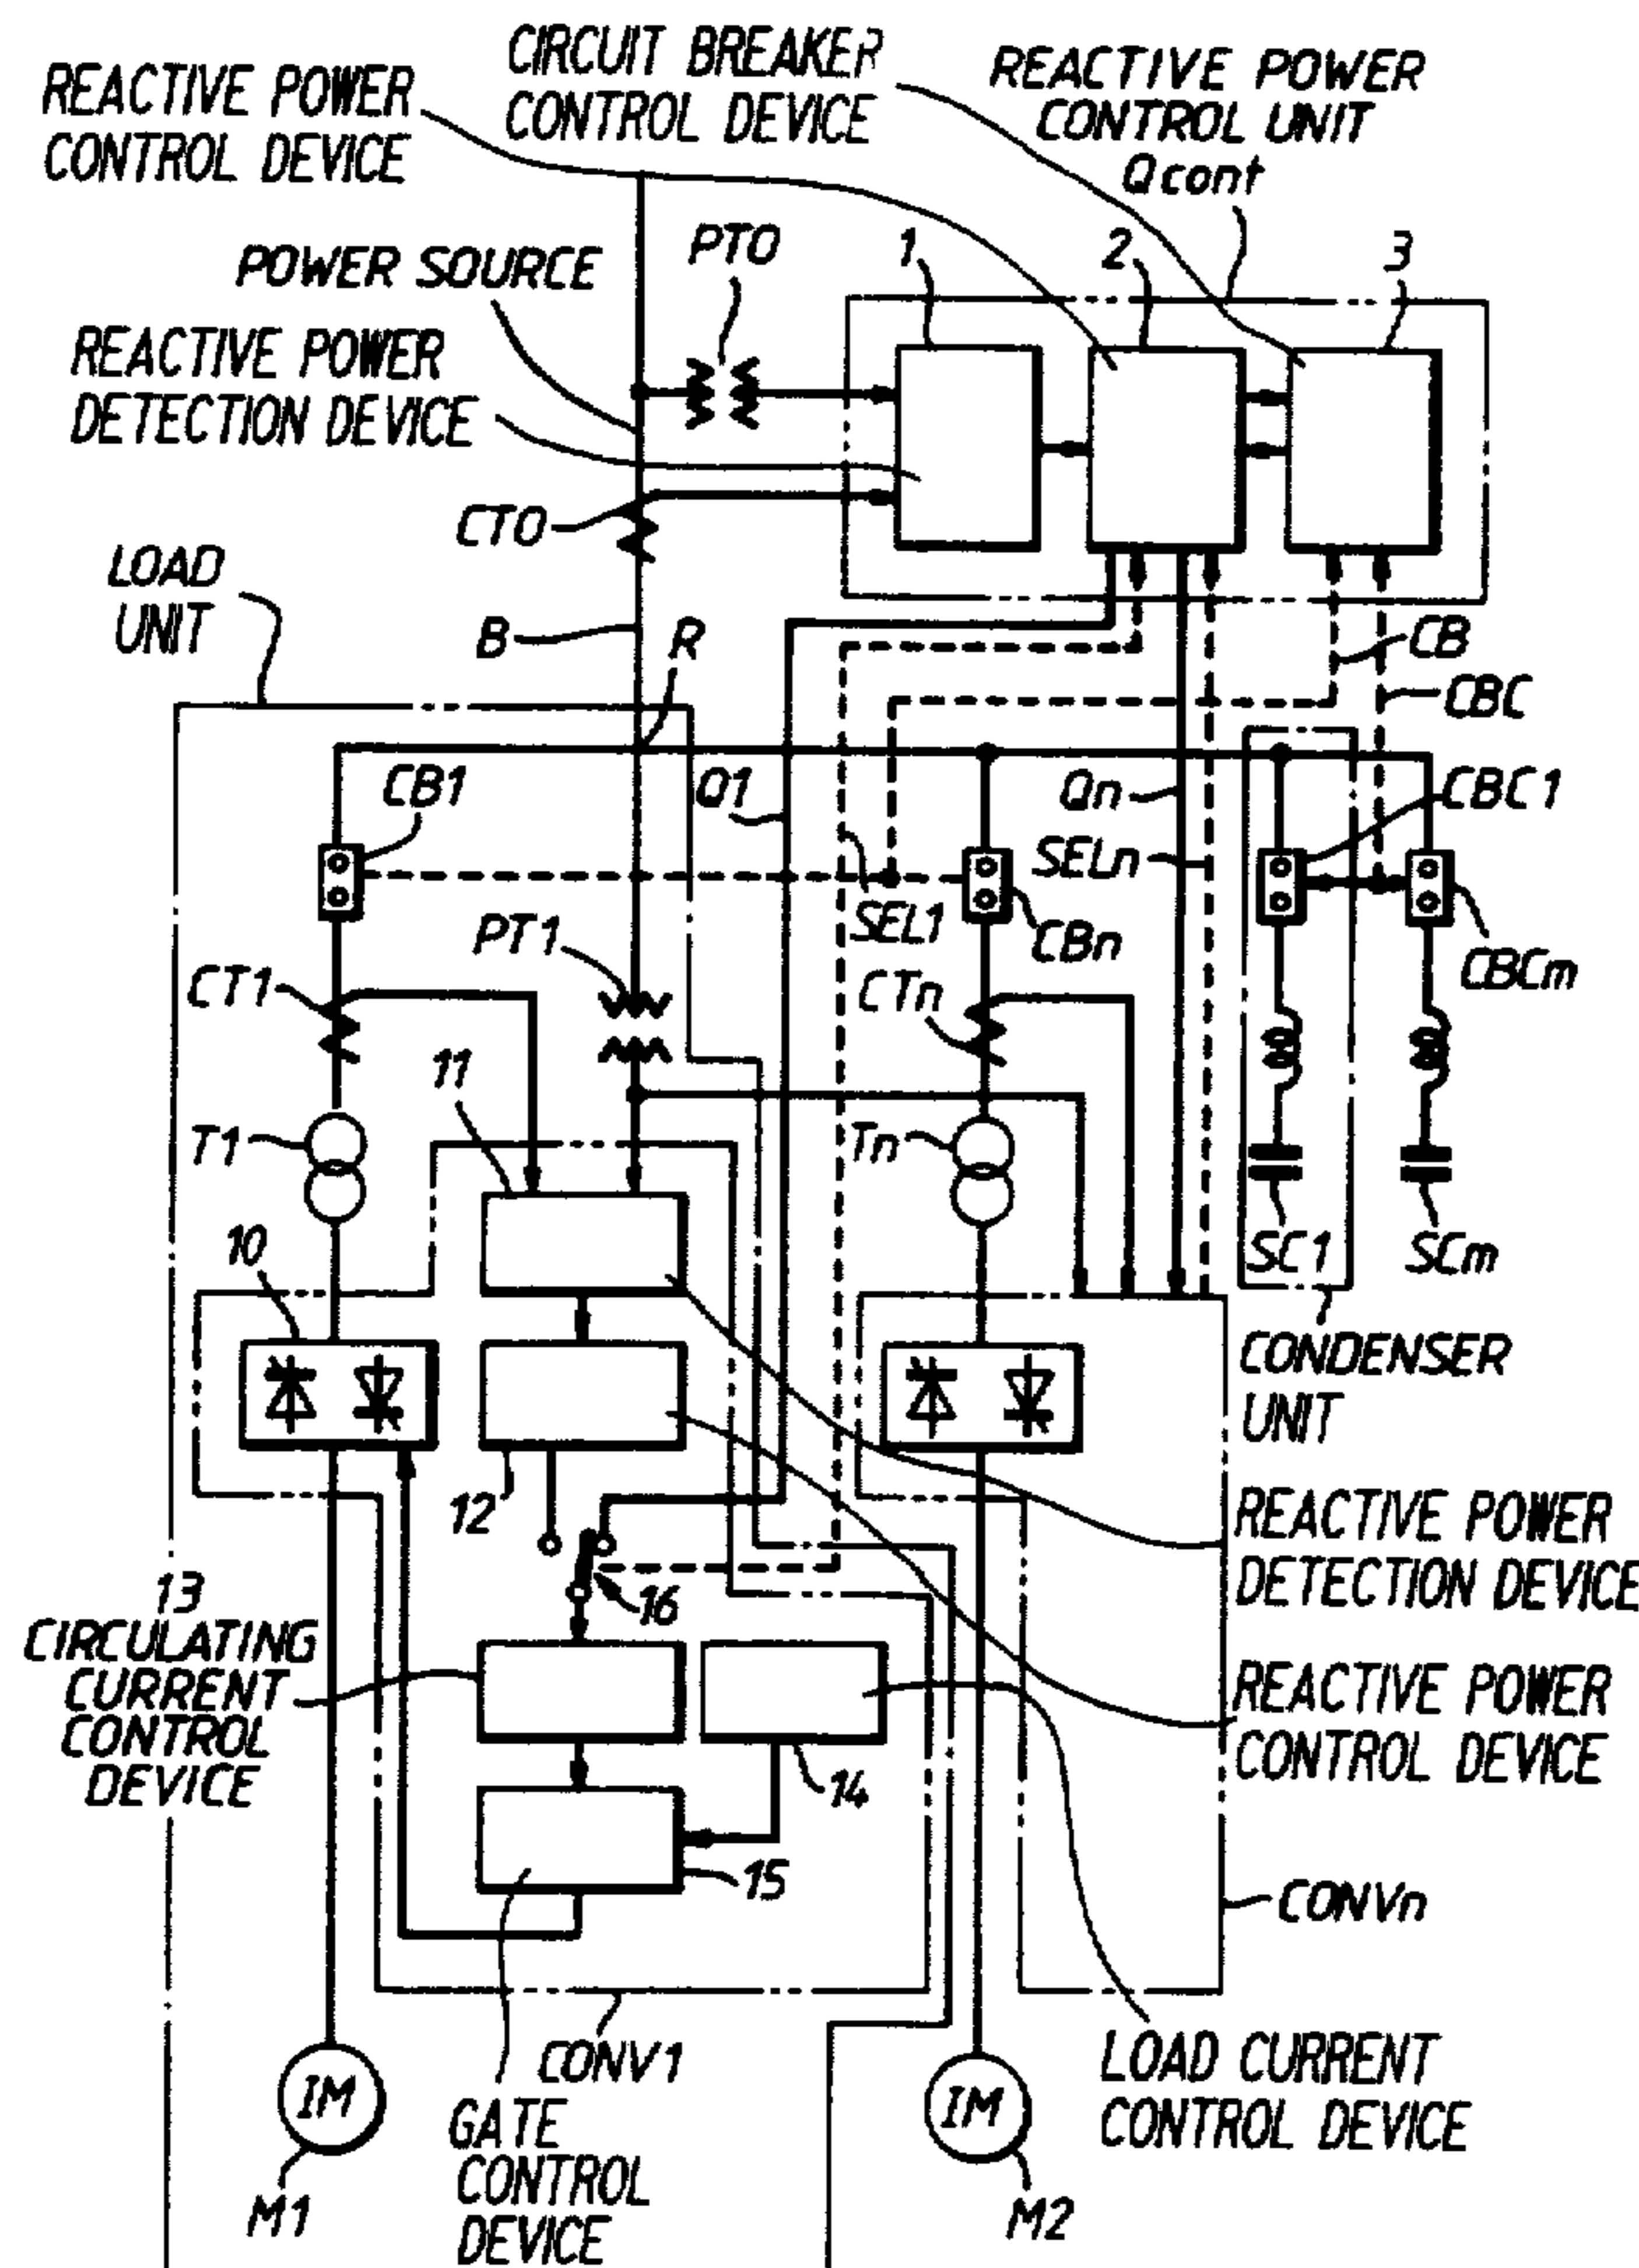 REACTIVE POWER
CONTROL DEVICE
CIRCUIT BREAKER
CONTROL DEVICE
REACTIVE POWER
CONTROL UNIT
Qcont
POWER SOURCE
PT0
1
2
3
REACTIVE POWER
DETECTION DEVICE
CT0
LOAD
UNIT
B
R
CB
CBC
CB1
Q1
Qn
CBC1
SELn
SEL1
CBn
CBCm
PT1
CT1
CTn
11
T1
Tn
10
SC1
SCm
CONDENSER
UNIT
12
REACTIVE POWER
DETECTION DEVICE
16
13
CIRCULATING
CURRENT
CONTROL
DEVICE
REACTIVE POWER
CONTROL DEVICE
14
15
CONVn
CONV1
LOAD CURRENT
CONTROL DEVICE
IM
IM
GATE
CONTROL
DEVICE
M1
M2